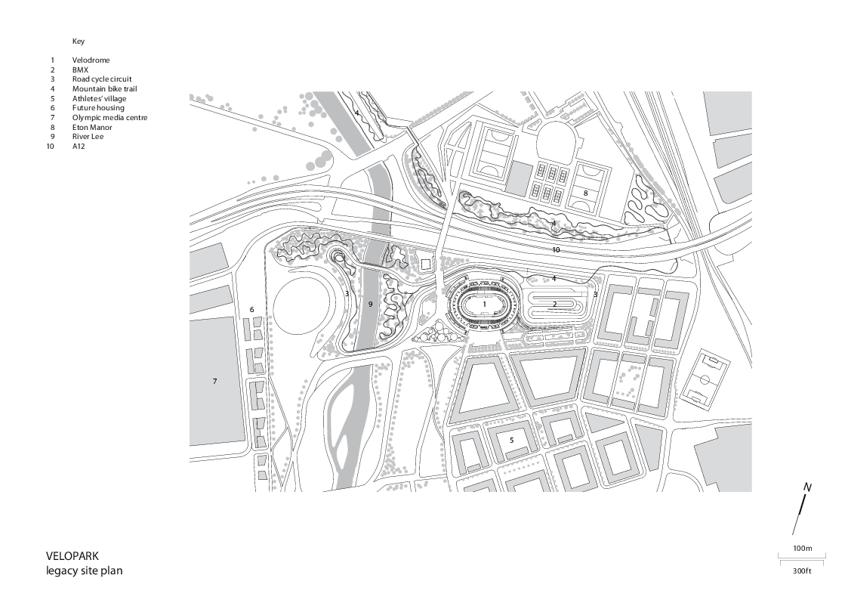 Key
1 Velodrome
2 BMX
3 Road cycle circuit
4 Mountain bike trail
5 Athletes' village
6 Future housing
7 Olympic media centre
8 Eton Manor
9 River Lee
10 A12
4
8
4
10
4
3
3
9
1
2
6
7
5
N
100m
300ft
VELOPARK
legacy site plan